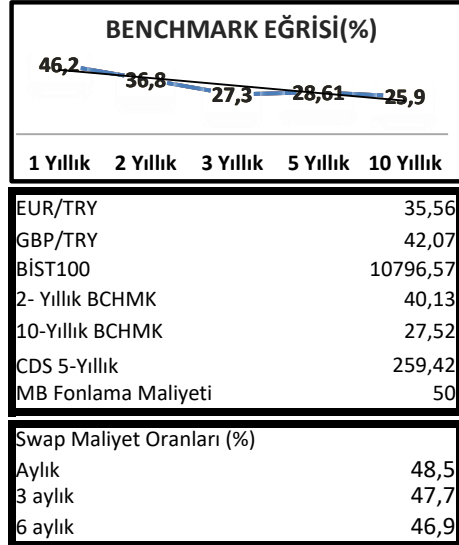 BENCHMARK EĞRİSİ(%)
46,2 36,8 27,3 28,61 25,9
1 Yıllık 2 Yıllık 3 Yıllık 5 Yıllık 10 Yıllık
EUR/TRY 35,56
GBP/TRY 42,07
BİST100 10796,57
2- Yıllık BCHMK 40,13
10-Yıllık BCHMK 27,52
CDS 5-Yıllık 259,42
MB Fonlama Maliyeti 50
Swap Maliyet Oranları (%)
Aylık 48,5
3 aylık 47,7
6 aylık 46,9